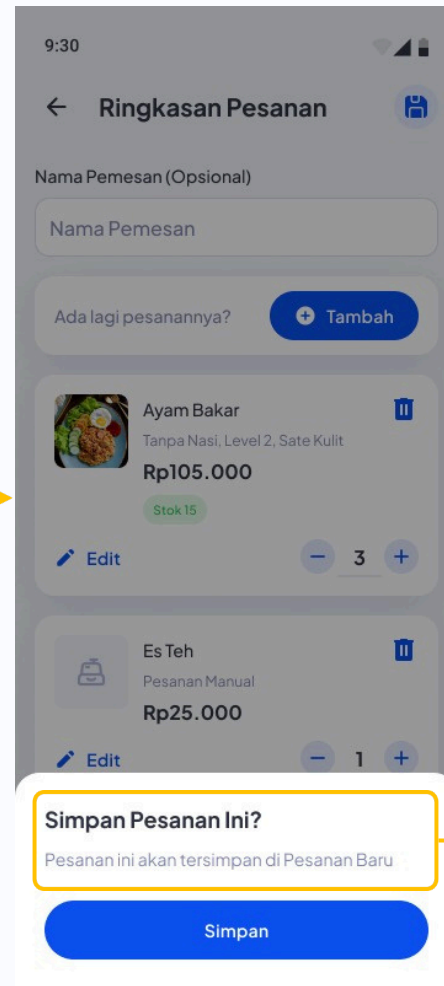 9:30
Ringkasan Pesanan
Nama Pemesan (Opsional)
Nama Pemesan
Ada lagi pesanannya?
Tambah
Ayam Bakar
Tanpa Nasi, Level 2, Sate Kulit
Rp105.000
Stok 15
Edit
3
Es Teh
Pesanan Manual
Rp25.000
Edit
1
Simpan Pesanan Ini?
Pesanan ini akan tersimpan di Pesanan Baru
Simpan